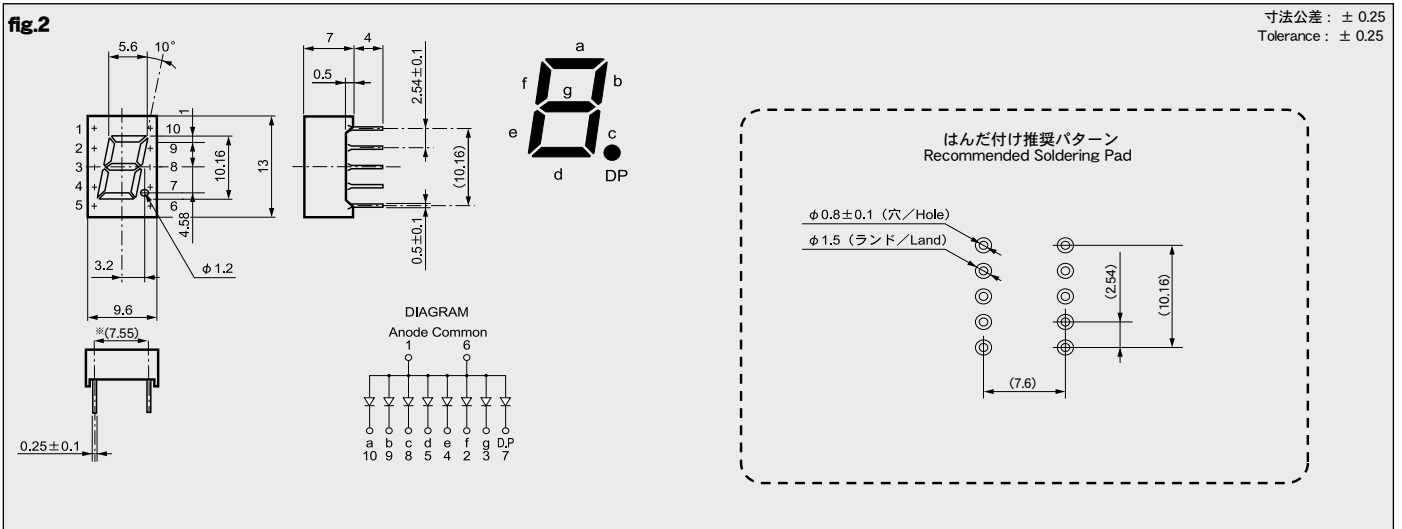 fig.2
寸法公差： ± 0.25
Tolerance： ± 0.25
5.6
10°
1
1
2
3
4
5
10
9
8
7
6
10.16
13
4.58
3.2
φ1.2
9.6
7
4
0.5
2.54±0.1
(10.16)
0.5±0.1
a
f
b
g
e
c
d
DP
※(7.55)
0.25±0.1
DIAGRAM
Anode Common
1 6
a b c d e f g D.P
10 9 8 5 4 2 3 7
はんだ付け推奨パターン
Recommended Soldering Pad
φ0.8±0.1（穴／Hole）
φ1.5（ランド／Land）
(2.54)
(10.16)
(7.6)